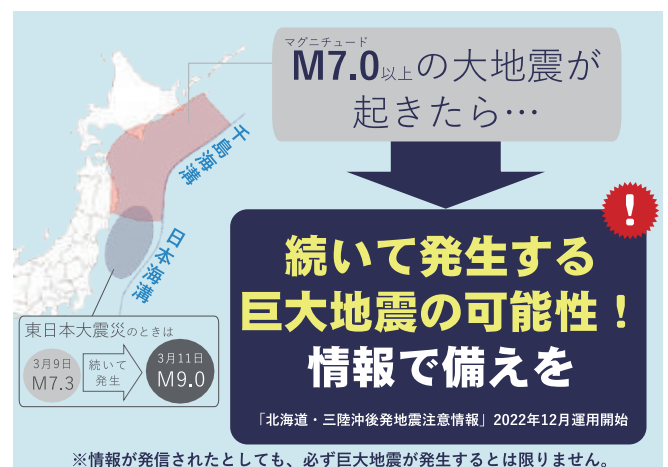 マグニチュード
M7.0以上の大地震が
起きたら…
千島海溝
日本海溝
!
続いて発生する
巨大地震の可能性！
情報で備えを
「北海道・三陸沖後発地震注意情報」2022年12月運用開始
東日本大震災のときは
3月9日
M7.3
続いて
発生
3月11日
M9.0
※情報が発信されたとしても、必ず巨大地震が発生するとは限りません。